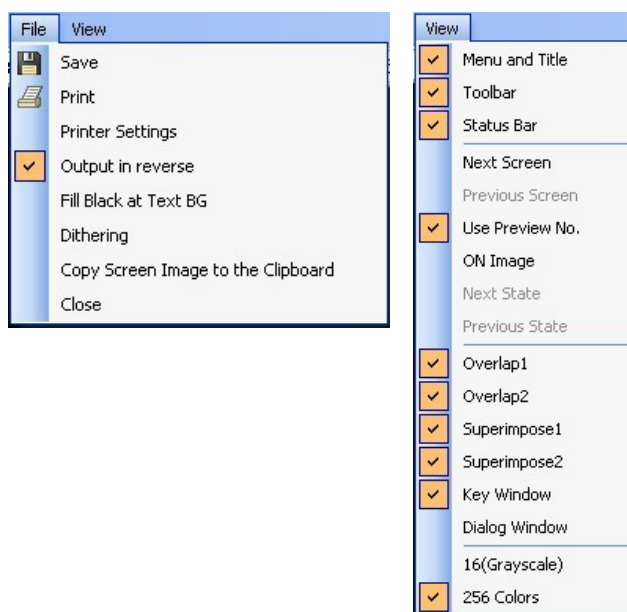 File View
Save
Print
Printer Settings
Output in reverse
Fill Black at Text BG
Dithering
Copy Screen Image to the Clipboard
Close
View
Menu and Title
Toolbar
Status Bar
Next Screen
Previous Screen
Use Preview No.
ON Image
Next State
Previous State
Overlap1
Overlap2
Superimpose1
Superimpose2
Key Window
Dialog Window
16(Grayscale)
256 Colors